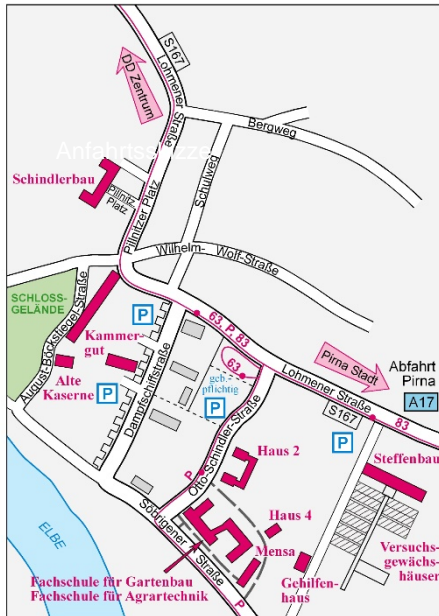 S167
Lohmener Straße
DD Zentrum
Bergweg
Anfahrtsskizze
Schindlerbau
Pillnitz.
Platz
Pillnitzer Platz
Schulweg
Wilhelm-Wolf-Straße
SCHLOSS-
GELÄNDE
August-Böckstiegel-Straße
Kammer-
gut
P
63, P, 83
63
Lohmener Straße
Pirna Stadt
Abfahrt
Pirna
A17
Alte
Kaserne
P
Dampfschiffstraße
geb.-
pflichtig
P
S167
83
P
Otto-Schindler-Straße
Haus 2
Steffenbau
P
Söbrigener Straße
ELBE
Haus 4
Mensa
Versuchs-
gewächs-
häuser
Gehilfen-
haus
Fachschule für Gartenbau
Fachschule für Agrartechnik
P